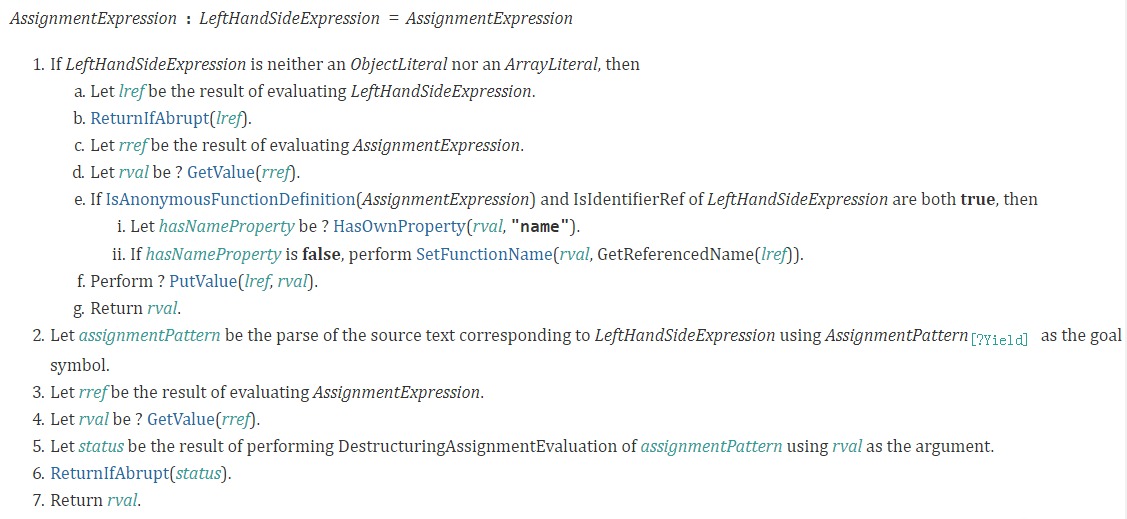 AssignmentExpression : LeftHandSideExpression = AssignmentExpression
1. If LeftHandSideExpression is neither an ObjectLiteral nor an ArrayLiteral, then
a. Let lref be the result of evaluating LeftHandSideExpression.
b. ReturnIfAbrupt(lref).
c. Let rref be the result of evaluating AssignmentExpression.
d. Let rval be ? GetValue(rref).
e. If IsAnonymousFunctionDefinition(AssignmentExpression) and IsIdentifierRef of LeftHandSideExpression are both true, then
i. Let hasNameProperty be ? HasOwnProperty(rval, "name").
ii. If hasNameProperty is false, perform SetFunctionName(rval, GetReferencedName(lref)).
f. Perform ? PutValue(lref, rval).
g. Return rval.
2. Let assignmentPattern be the parse of the source text corresponding to LeftHandSideExpression using AssignmentPattern[?Yield] as the goal
symbol.
3. Let rref be the result of evaluating AssignmentExpression.
4. Let rval be ? GetValue(rref).
5. Let status be the result of performing DestructuringAssignmentEvaluation of assignmentPattern using rval as the argument.
6. ReturnIfAbrupt(status).
7. Return rval.